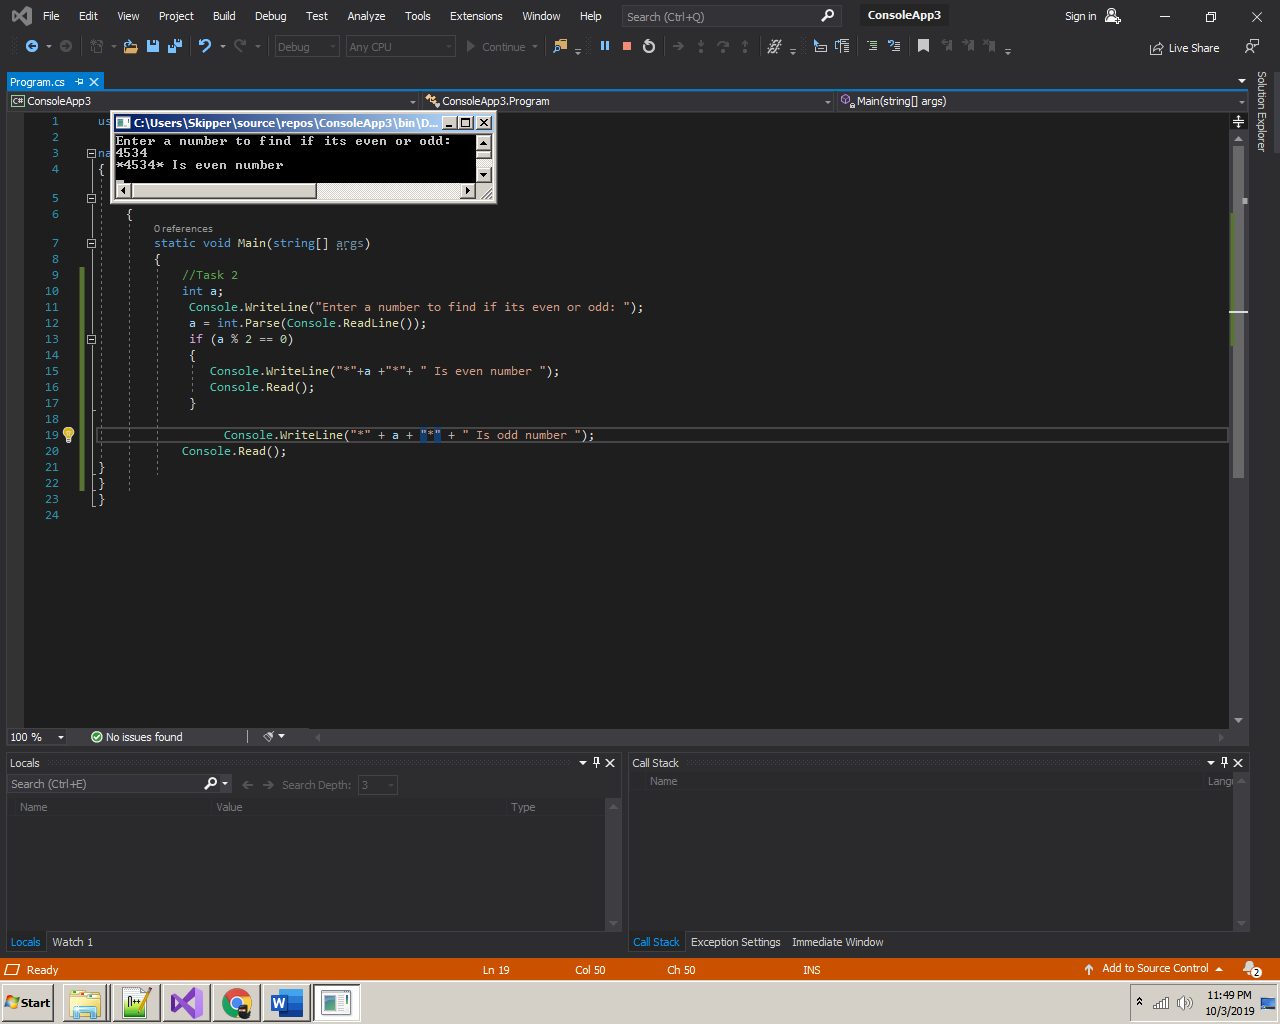 File Edit View Project Build Debug Test Analyze Tools Extensions Window Help Search (Ctrl+Q) ConsoleApp3 Sign in
Debug Any CPU Continue Live Share
Program.cs
Solution Explorer
C# ConsoleApp3 ConsoleApp3.Program Main(string[] args)
C:\Users\Skipper\source\repos\ConsoleApp3\bin\D...
Enter a number to find if its even or odd:
4534
*4534* Is even number
1 us
2
3 na
4 {
5
6 {
0 references
7 static void Main(string[] args)
8 {
9 //Task 2
10 int a;
11 Console.WriteLine("Enter a number to find if its even or odd: ");
12 a = int.Parse(Console.ReadLine());
13 if (a % 2 == 0)
14 {
15 Console.WriteLine("*"+a +"*"+ " Is even number ");
16 Console.Read();
17 }
18
19 Console.WriteLine("*" + a + "*" + " Is odd number ");
20 Console.Read();
21 }
22 }
23 }
24
100 % No issues found
Locals
Search (Ctrl+E) Search Depth: 3
Name Value Type
Locals Watch 1
Call Stack
Name Langu
Call Stack Exception Settings Immediate Window
Ready Ln 19 Col 50 Ch 50 INS Add to Source Control 2
Start 11:49 PM
10/3/2019